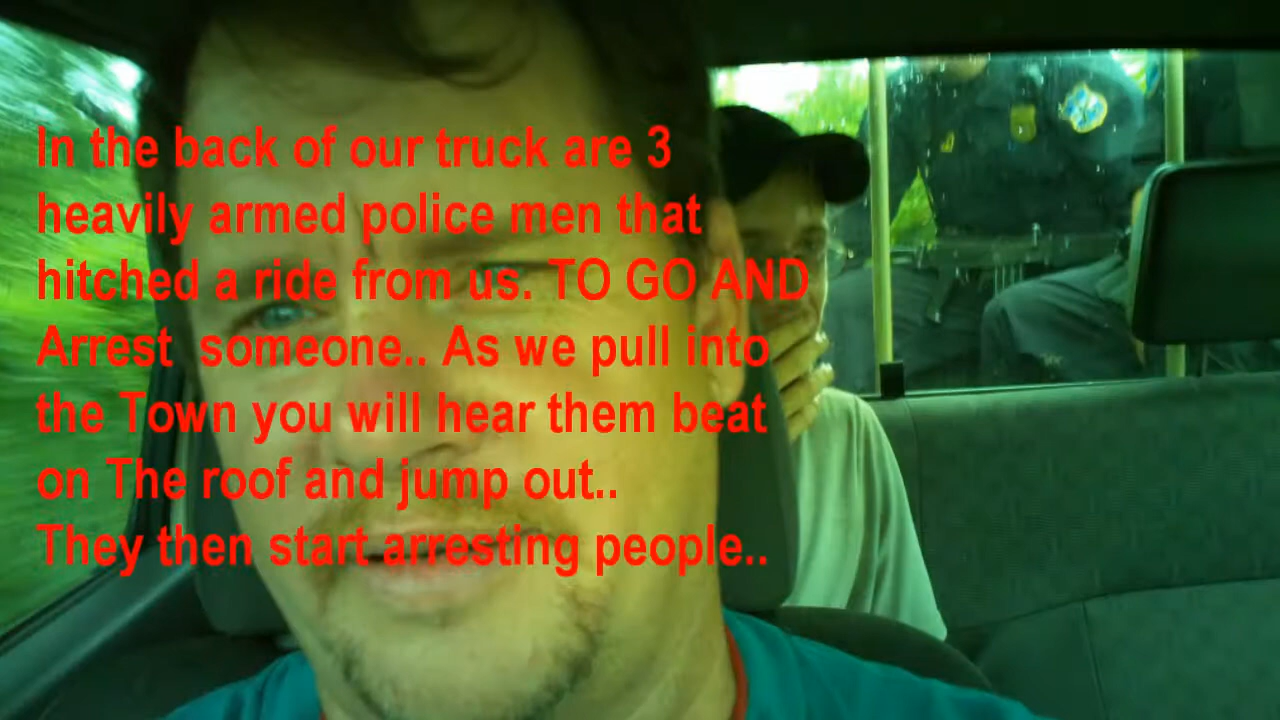 In the back of our truck are 3
heavily armed police men that
hitched a ride from us. TO GO AND
Arrest  someone.. As we pull into
the Town you will hear them beat
on The roof and jump out..
They then start arresting people..